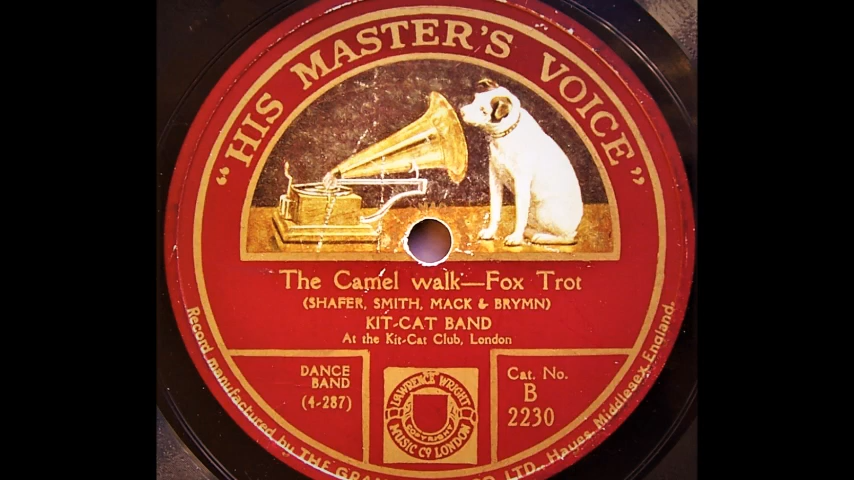 "HIS MASTER'S VOICE"
The Camel walk—Fox Trot
(SHAFER, SMITH, MACK & BRYMN)
KIT-CAT BAND
At the Kit-Cat Club, London
DANCE
BAND
(4-287)
LAWRENCE WRIGHT
COPYRIGHT
MUSIC Co LONDON
Cat. No.
B
2230
Record manufactured by THE LTD., Hayes, Middlesex, England.